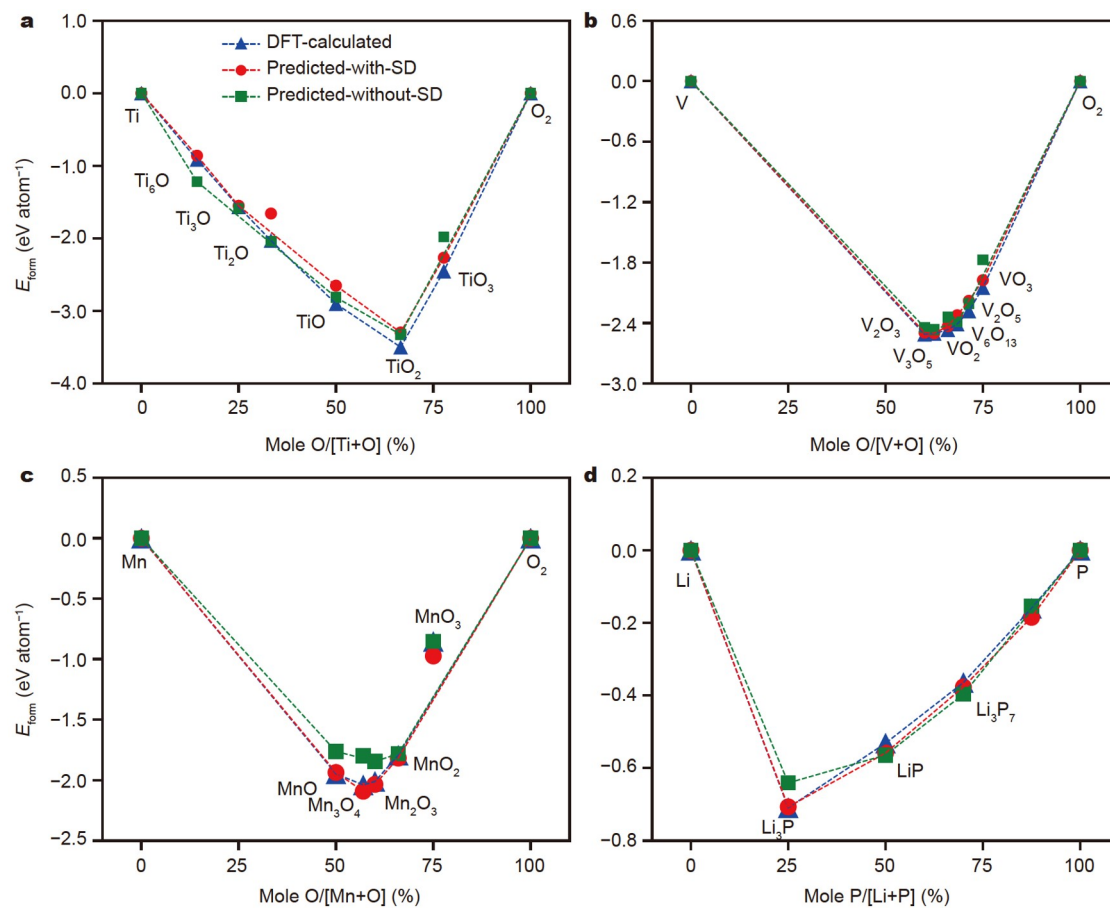 a
1.0
0.0
−1.0
−2.0
−3.0
−4.0
E_form (eV atom⁻¹)
DFT-calculated
Predicted-with-SD
Predicted-without-SD
Ti
Ti₆O
Ti₃O
Ti₂O
TiO
TiO₂
TiO₃
O₂
0 25 50 75 100
Mole O/[Ti+O] (%)
b
0.6
0.0
−0.6
−1.2
−1.8
−2.4
−3.0
V
V₂O₃
V₃O₅
VO₂
V₆O₁₃
V₂O₅
VO₃
O₂
0 25 50 75 100
Mole O/[V+O] (%)
c
0.5
0.0
−0.5
−1.0
−1.5
−2.0
−2.5
E_form (eV atom⁻¹)
Mn
MnO
Mn₃O₄
Mn₂O₃
MnO₂
MnO₃
O₂
0 25 50 75 100
Mole O/[Mn+O] (%)
d
0.2
0.0
−0.2
−0.4
−0.6
−0.8
Li
Li₃P
LiP
Li₃P₇
P
0 25 50 75 100
Mole P/[Li+P] (%)